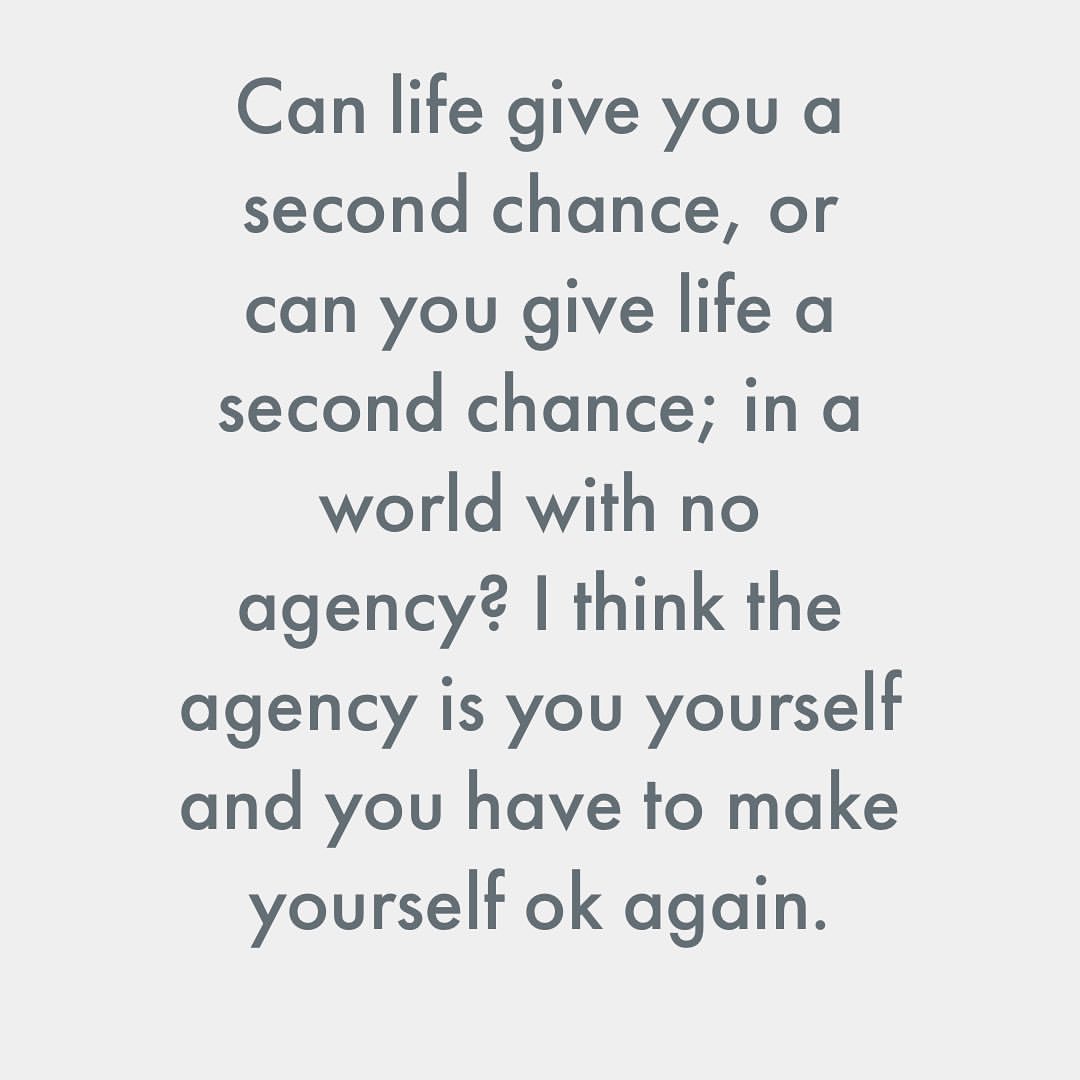 Can life give you a
second chance, or
can you give life a
second chance; in a
world with no
agency? I think the
agency is you yourself
and you have to make
yourself ok again.